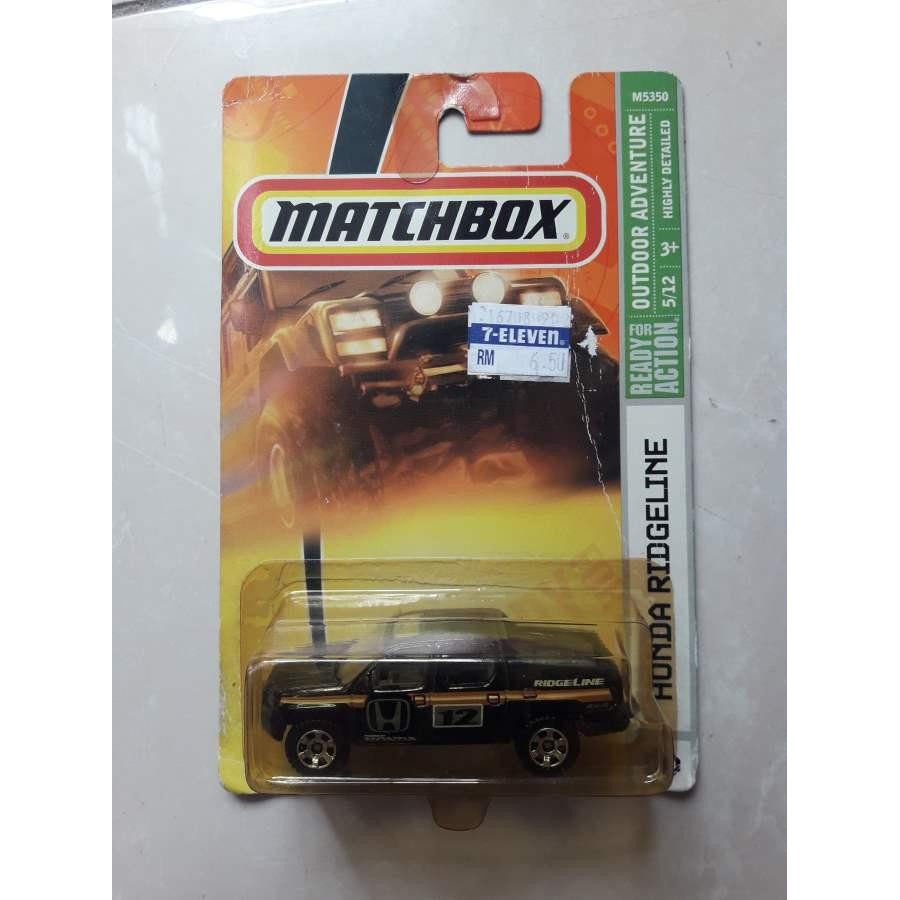 MATCHBOX®
7-ELEVEN®
RM 6.50
M5350
OUTDOOR ADVENTURE
HIGHLY DETAILED
5/12
3+
READY FOR
ACTION
HONDA RIDGELINE
RIDGELINE
12
HONDA